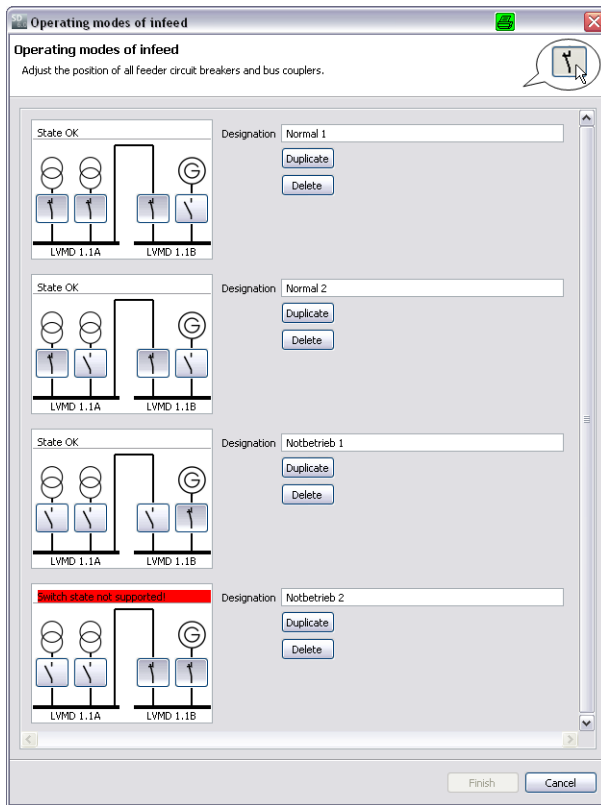 Operating modes of infeed
Operating modes of infeed
Adjust the position of all feeder circuit breakers and bus couplers.
State OK
Designation Normal 1
Duplicate
Delete
G
LVMD 1.1A LVMD 1.1B
State OK
Designation Normal 2
Duplicate
Delete
G
LVMD 1.1A LVMD 1.1B
State OK
Designation Notbetrieb 1
Duplicate
Delete
G
LVMD 1.1A LVMD 1.1B
Switch state not supported!
Designation Notbetrieb 2
Duplicate
Delete
G
LVMD 1.1A LVMD 1.1B
Finish Cancel